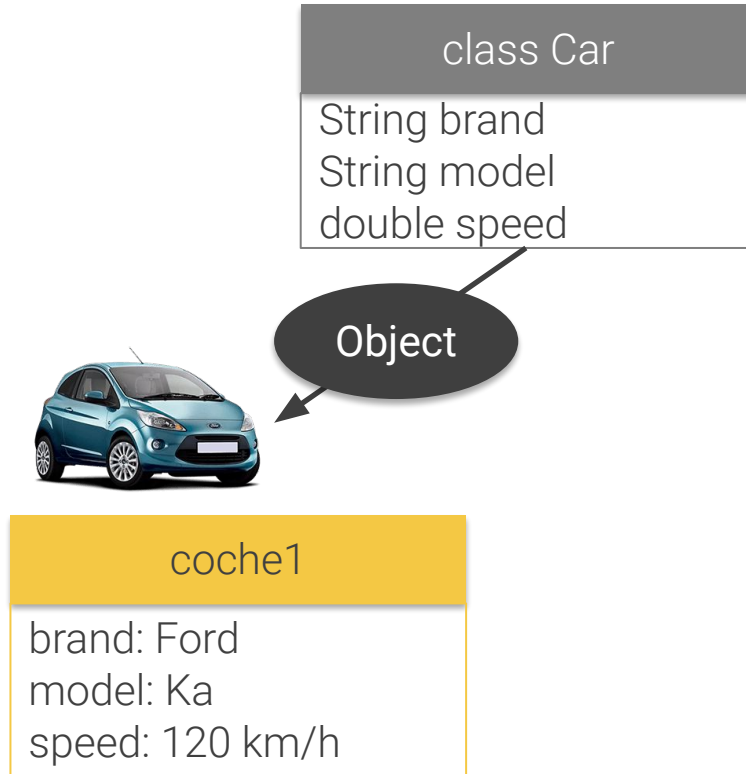 class Car
String brand
String model
double speed
Object
coche1
brand: Ford
model: Ka
speed: 120 km/h